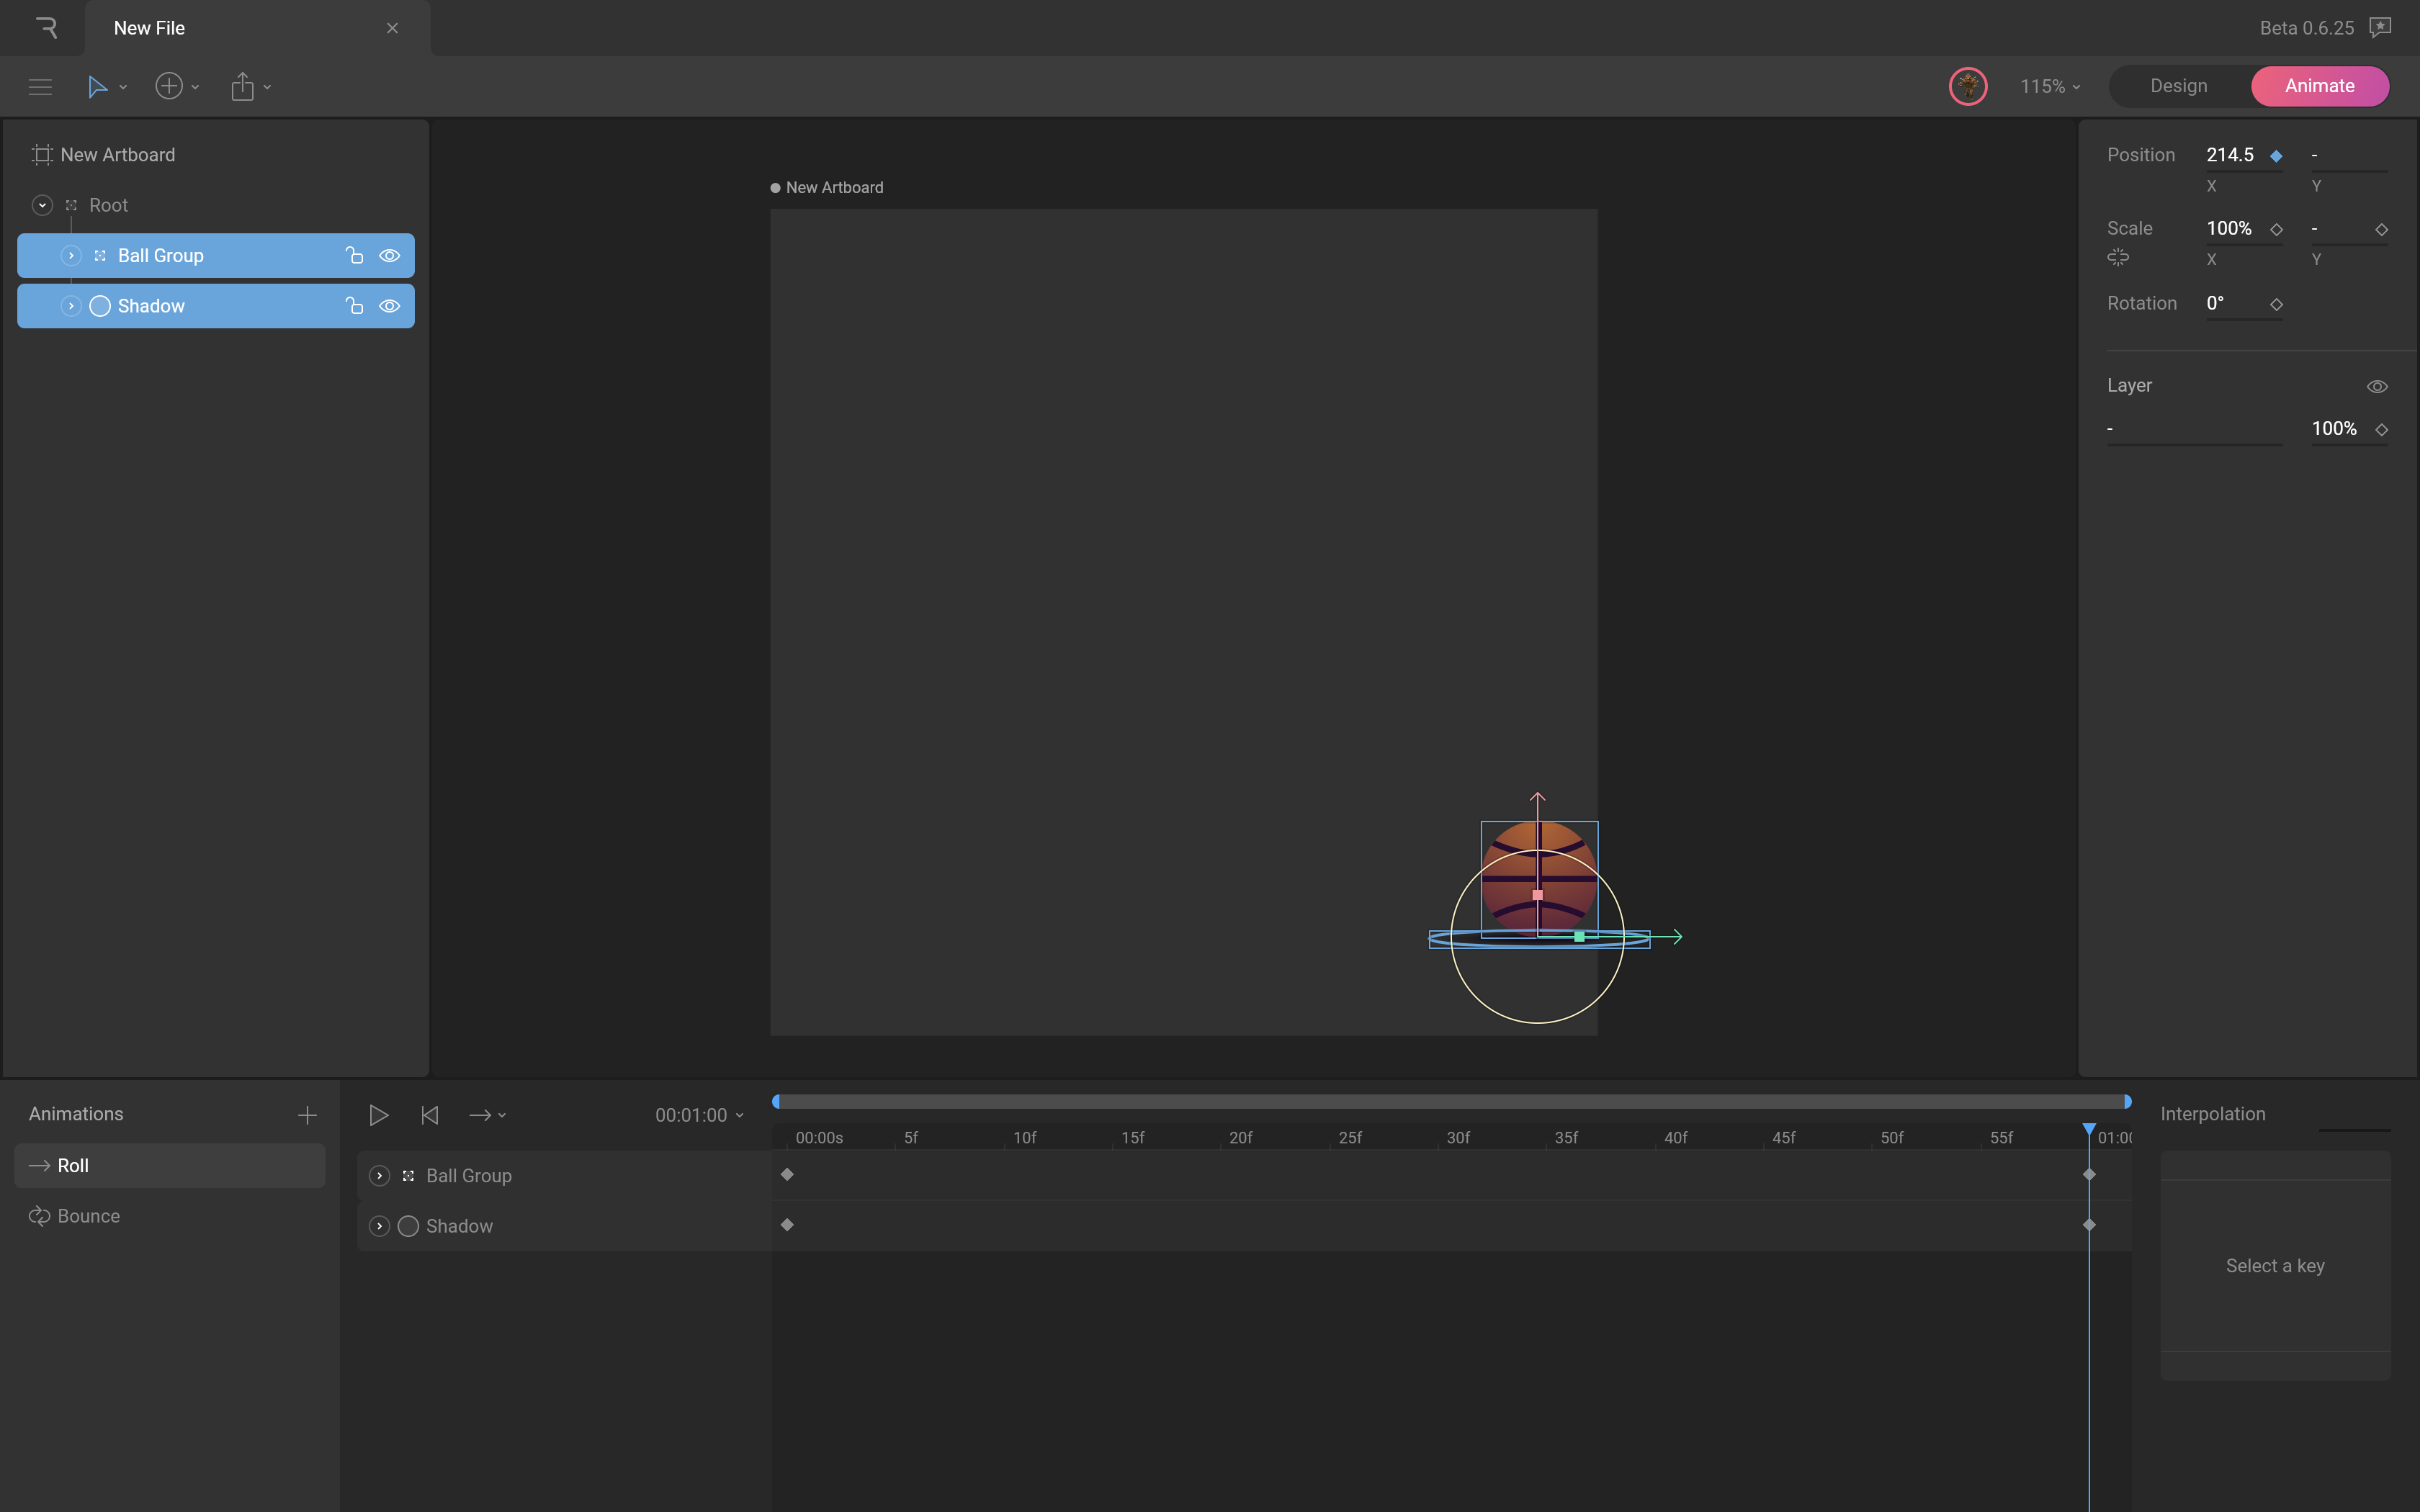 New File
Beta 0.6.25
115%
Design
Animate
New Artboard
Root
Ball Group
Shadow
New Artboard
Position 214.5 -
X Y
Scale 100% -
X Y
Rotation 0°
Layer
- 100%
Animations
Roll
Bounce
00:01:00
00:00s 5f 10f 15f 20f 25f 30f 35f 40f 45f 50f 55f 01:0
Ball Group
Shadow
Interpolation
Select a key